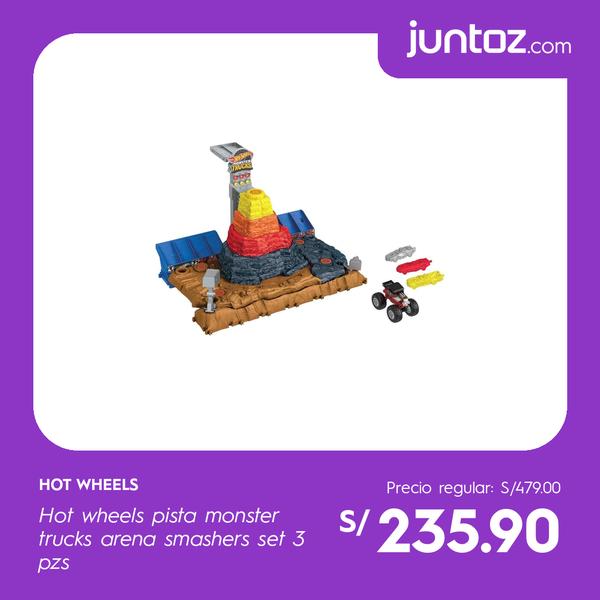 juntoz.com
HOT WHEELS
Hot wheels pista monster
trucks arena smashers set 3
pzs
Precio regular: S/479.00
S/ 235.90